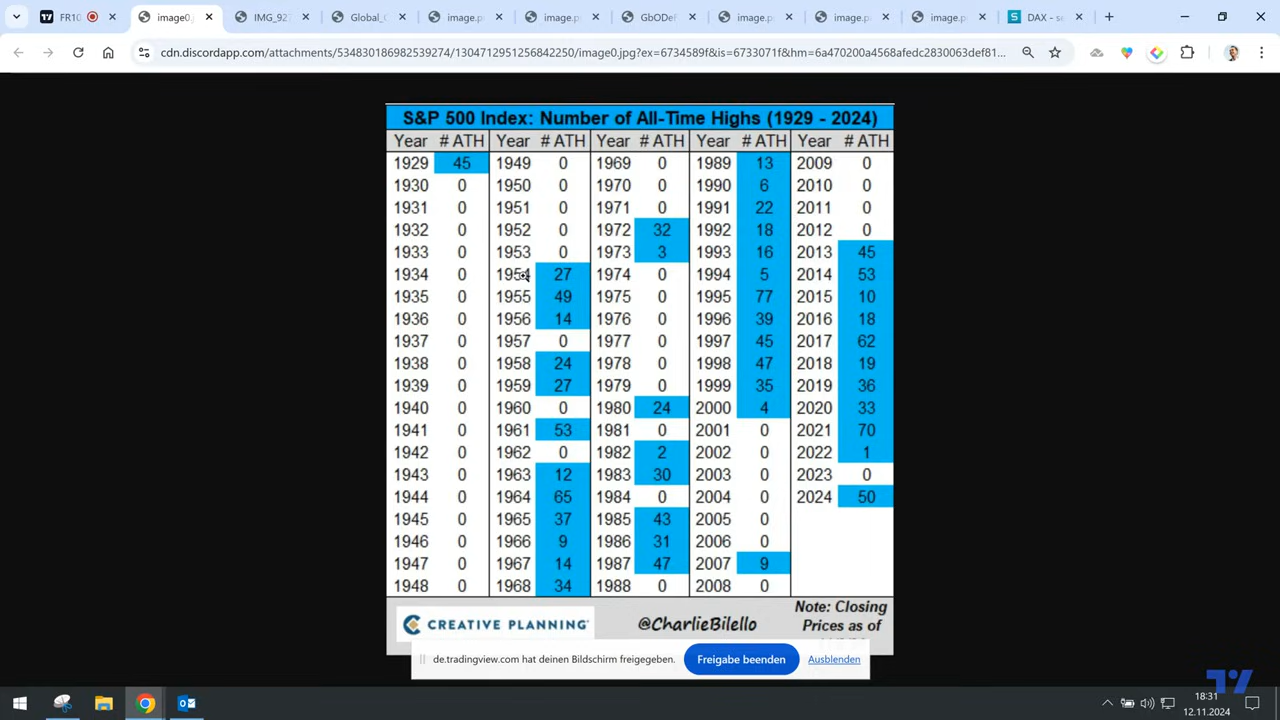 FR10
image0.
IMG_92
Global_
image.p
image.p
GbODeF
image.p
image.p
image.p
DAX - se
cdn.discordapp.com/attachments/534830186982539274/1304712951256842250/image0.jpg?ex=6734589f&is=6733071f&hm=6a4700200a4568afedc2830063def81...
S&P 500 Index: Number of All-Time Highs (1929 - 2024)
Year # ATH Year # ATH Year # ATH Year # ATH Year # ATH
1929 45 1949 0 1969 0 1989 13 2009 0
1930 0 1950 0 1970 0 1990 6 2010 0
1931 0 1951 0 1971 0 1991 22 2011 0
1932 0 1952 0 1972 32 1992 18 2012 0
1933 0 1953 0 1973 3 1993 16 2013 45
1934 0 1954 27 1974 0 1994 5 2014 53
1935 0 1955 49 1975 0 1995 77 2015 10
1936 0 1956 14 1976 0 1996 39 2016 18
1937 0 1957 0 1977 0 1997 45 2017 62
1938 0 1958 24 1978 0 1998 47 2018 19
1939 0 1959 27 1979 0 1999 35 2019 36
1940 0 1960 0 1980 24 2000 4 2020 33
1941 0 1961 53 1981 0 2001 0 2021 70
1942 0 1962 0 1982 2 2002 0 2022 1
1943 0 1963 12 1983 30 2003 0 2023 0
1944 0 1964 65 1984 0 2004 0 2024 50
1945 0 1965 37 1985 43 2005 0
1946 0 1966 9 1986 31 2006 0
1947 0 1967 14 1987 47 2007 9
1948 0 1968 34 1988 0 2008 0
CREATIVE PLANNING
@CharlieBilello
Note: Closing
Prices as of
de.tradingview.com hat deinen Bildschirm freigegeben.
Freigabe beenden
Ausblenden
18:31
12.11.2024